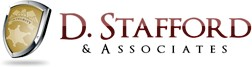 D. STAFFORD
& ASSOCIATES